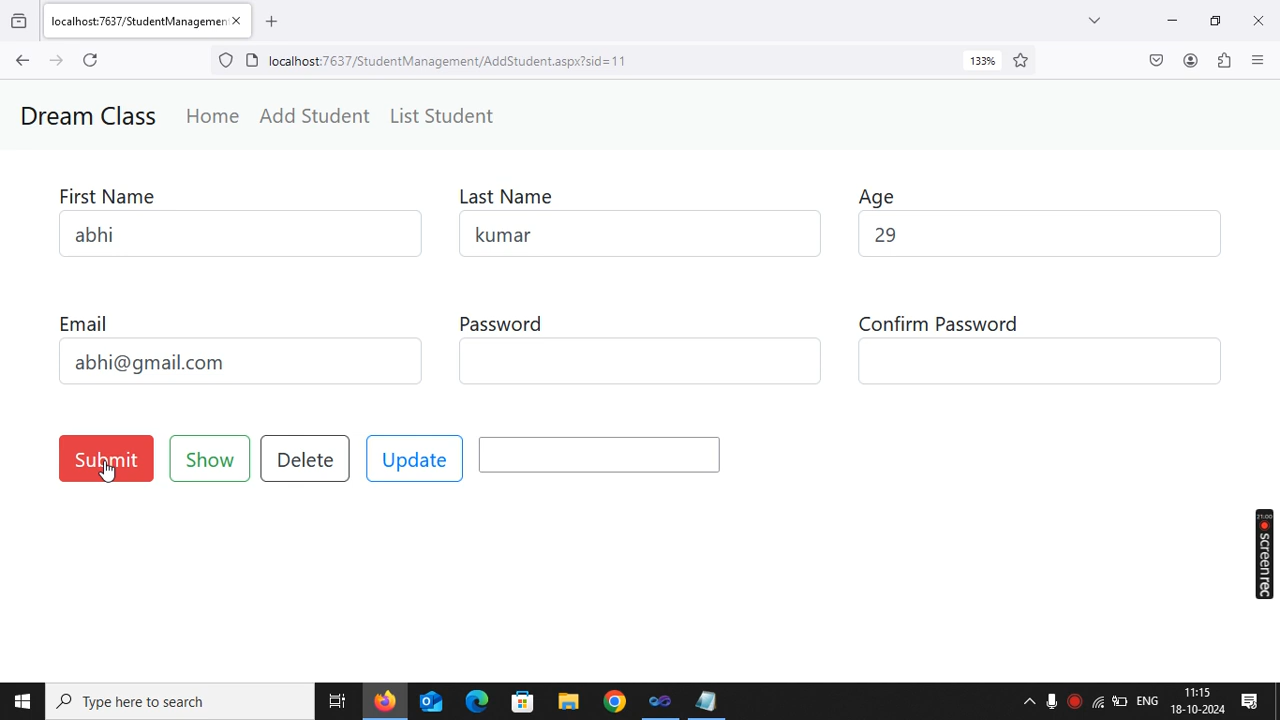 localhost:7637/StudentManagemen
localhost:7637/StudentManagement/AddStudent.aspx?sid=11
133%
Dream Class
Home
Add Student
List Student
First Name
Last Name
Age
abhi
kumar
29
Email
Password
Confirm Password
abhi@gmail.com
Submit
Show
Delete
Update
21:00
screenrec
Type here to search
ENG
11:15
18-10-2024